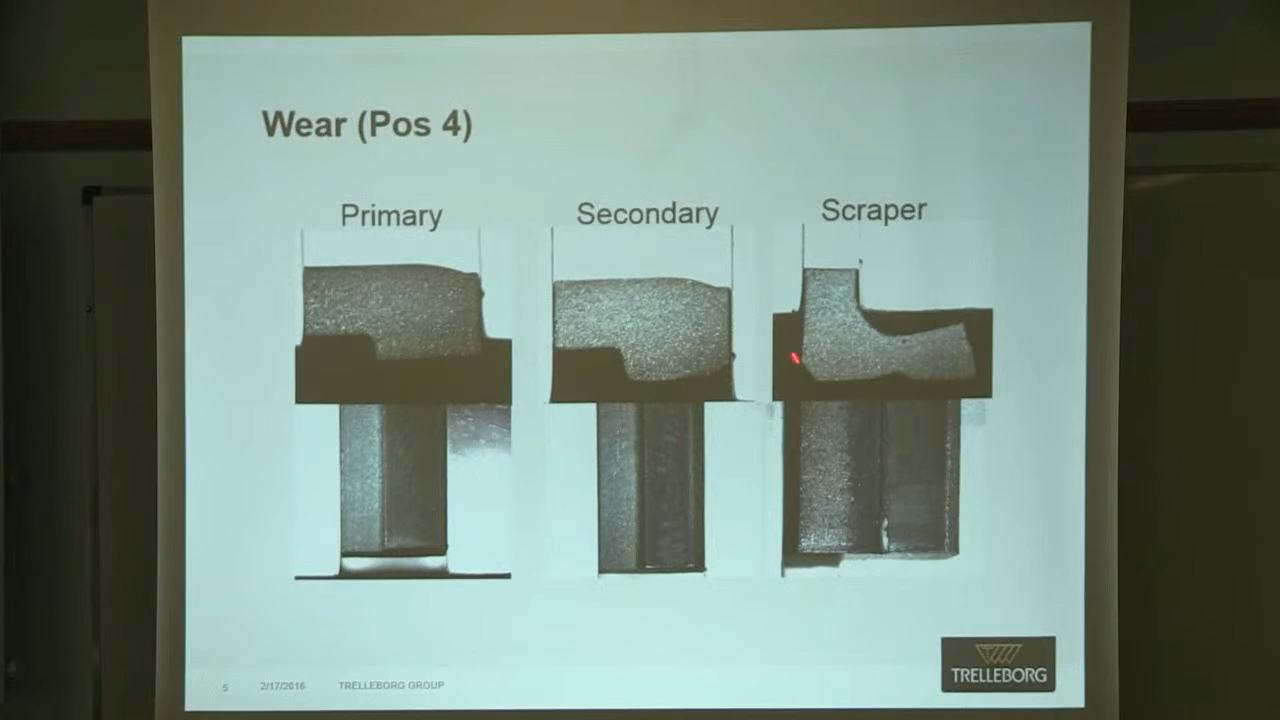 Wear (Pos 4)
Primary
Secondary
Scraper
5
2/17/2016
TRELLEBORG GROUP
TRELLEBORG